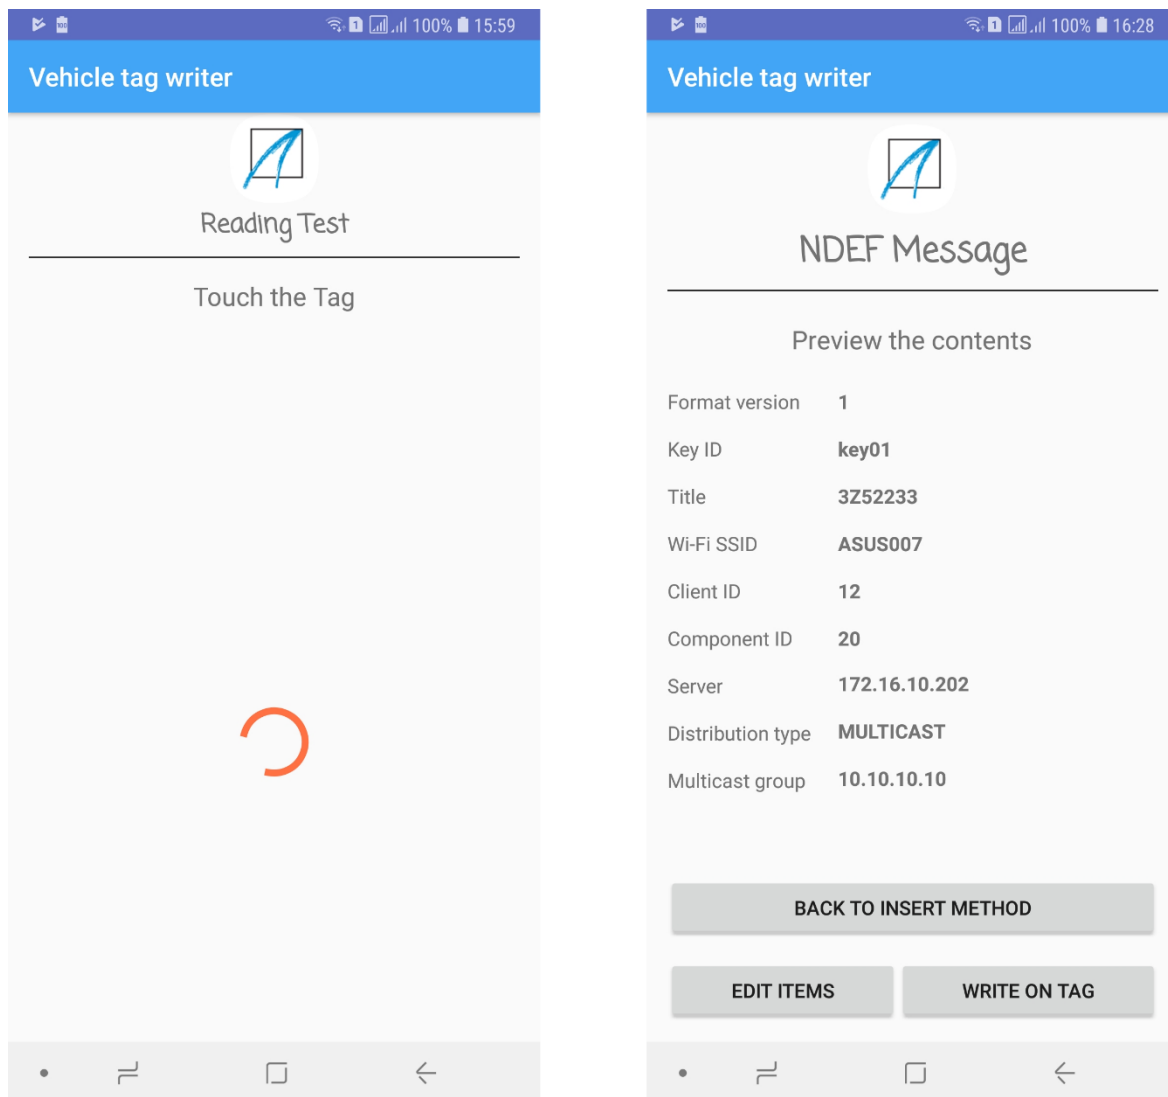 100% 15:59
Vehicle tag writer
Reading Test
Touch the Tag
100% 16:28
Vehicle tag writer
NDEF Message
Preview the contents
Format version 1
Key ID key01
Title 3Z52233
Wi-Fi SSID ASUS007
Client ID 12
Component ID 20
Server 172.16.10.202
Distribution type MULTICAST
Multicast group 10.10.10.10
BACK TO INSERT METHOD
EDIT ITEMS WRITE ON TAG